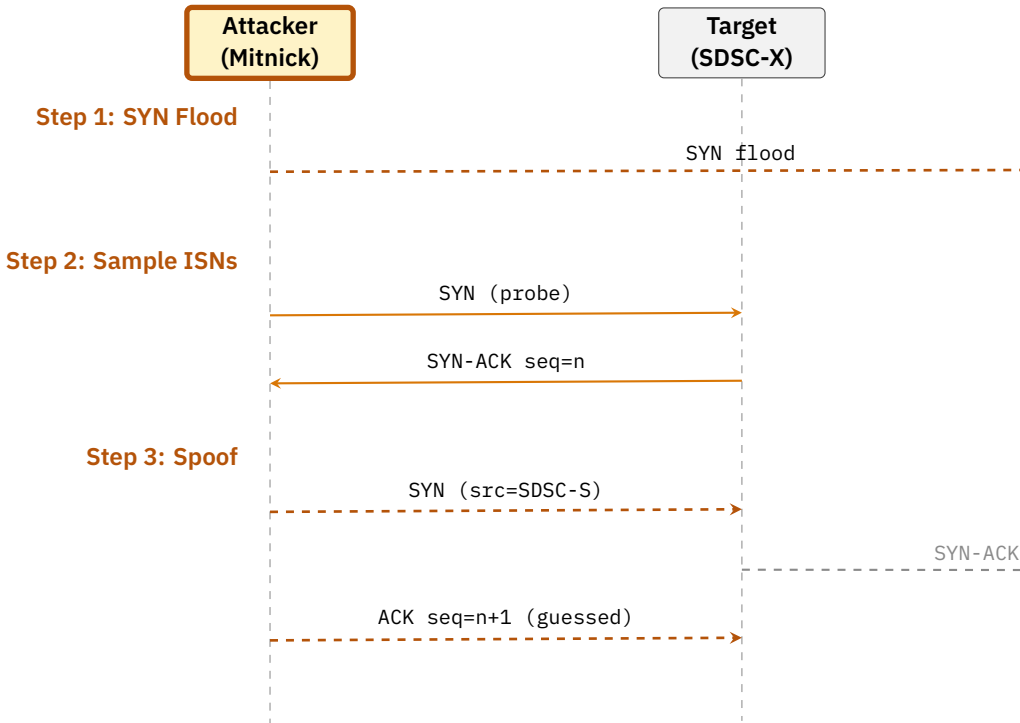 Attacker
(Mitnick)
Target
(SDSC-X)
Step 1: SYN Flood
SYN flood
Step 2: Sample ISNs
SYN (probe)
SYN-ACK seq=n
Step 3: Spoof
SYN (src=SDSC-S)
SYN-ACK
ACK seq=n+1 (guessed)